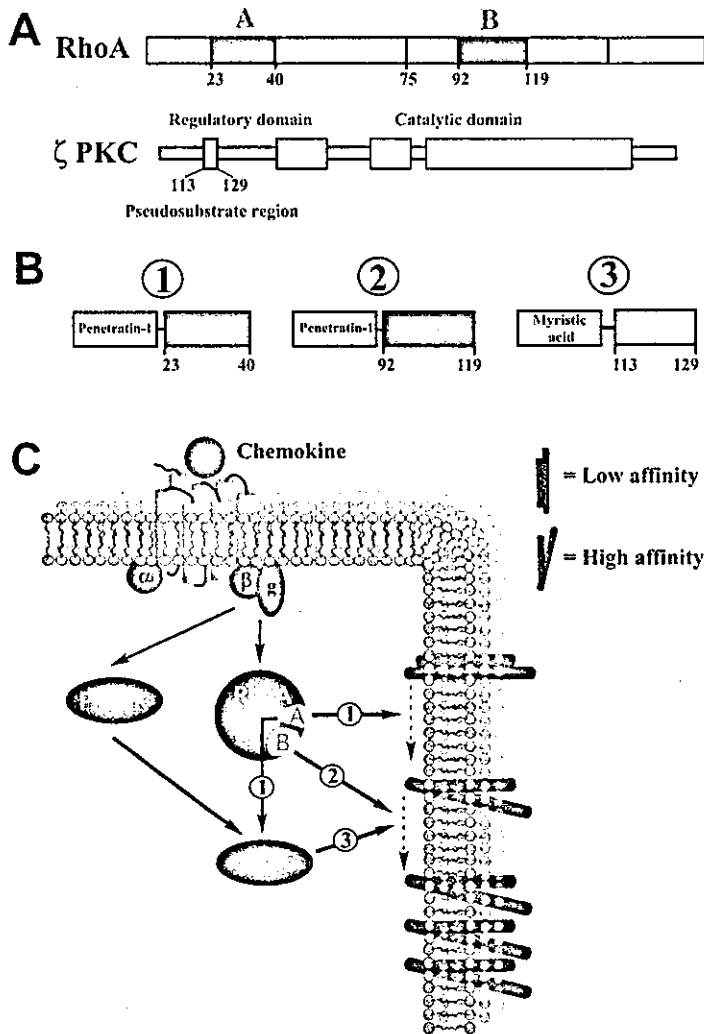 A
A B
RhoA
23 40 75 92 119
Regulatory domain Catalytic domain
ζ PKC
113 129
Pseudosubstrate region
B
1 2 3
Penetratin-1 Penetratin-1 Myristic
acid
23 40 92 119 113 129
C
Chemokine
= Low affinity
= High affinity
α β g
R A
A
B
1
2
1
3